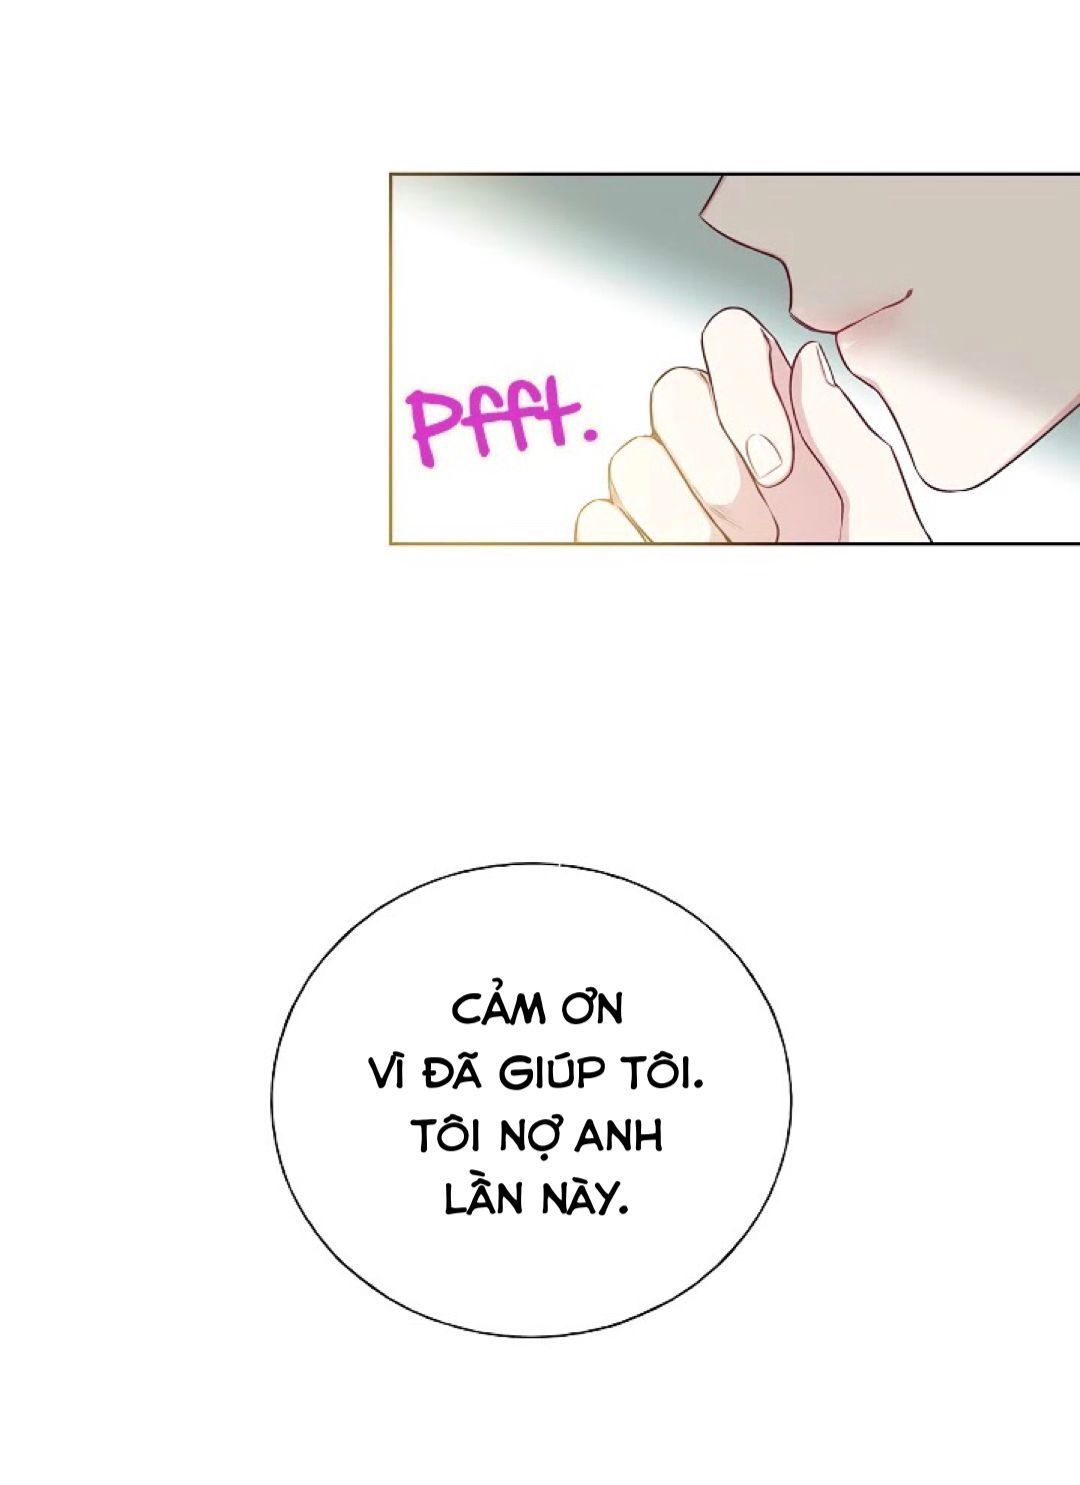 Pfft.
CẢM ƠN
VÌ ĐÃ GIÚP TÔI.
TÔI NỢ ANH
LẦN NÀY.